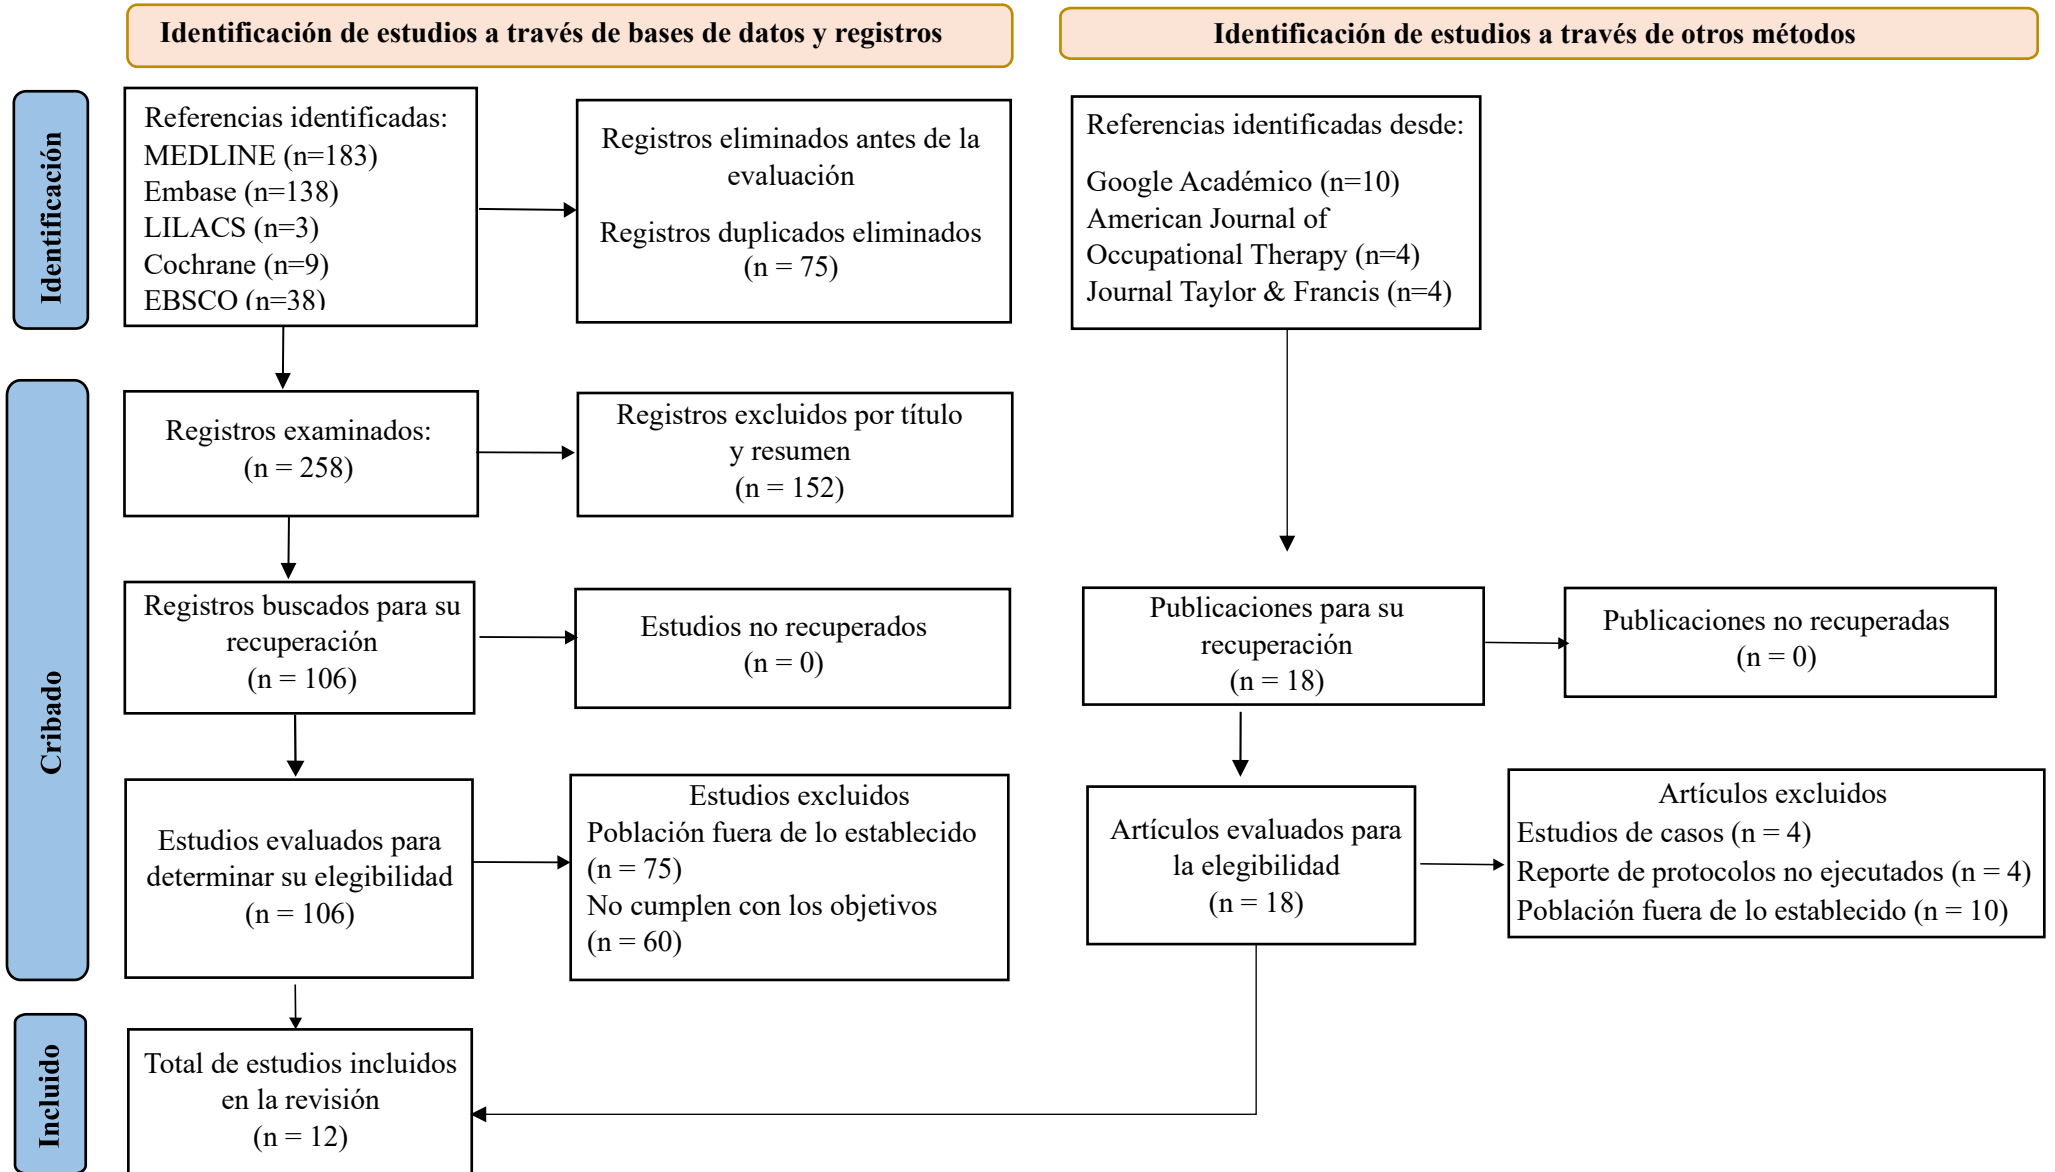 Identificación de estudios a través de bases de datos y registros
Identificación de estudios a través de otros métodos
Identificación
Referencias identificadas:
MEDLINE (n=183)
Embase (n=138)
LILACS (n=3)
Cochrane (n=9)
EBSCO (n=38)
Registros eliminados antes de la
evaluación
Registros duplicados eliminados
(n = 75)
Referencias identificadas desde:
Google Académico (n=10)
American Journal of
Occupational Therapy (n=4)
Journal Taylor & Francis (n=4)
Cribado
Registros examinados:
(n = 258)
Registros excluidos por título
y resumen
(n = 152)
Registros buscados para su
recuperación
(n = 106)
Estudios no recuperados
(n = 0)
Publicaciones para su
recuperación
(n = 18)
Publicaciones no recuperadas
(n = 0)
Estudios evaluados para
determinar su elegibilidad
(n = 106)
Estudios excluidos
Población fuera de lo establecido
(n = 75)
No cumplen con los objetivos
(n = 60)
Artículos evaluados para
la elegibilidad
(n = 18)
Artículos excluidos
Estudios de casos (n = 4)
Reporte de protocolos no ejecutados (n = 4)
Población fuera de lo establecido (n = 10)
Incluido
Total de estudios incluidos
en la revisión
(n = 12)